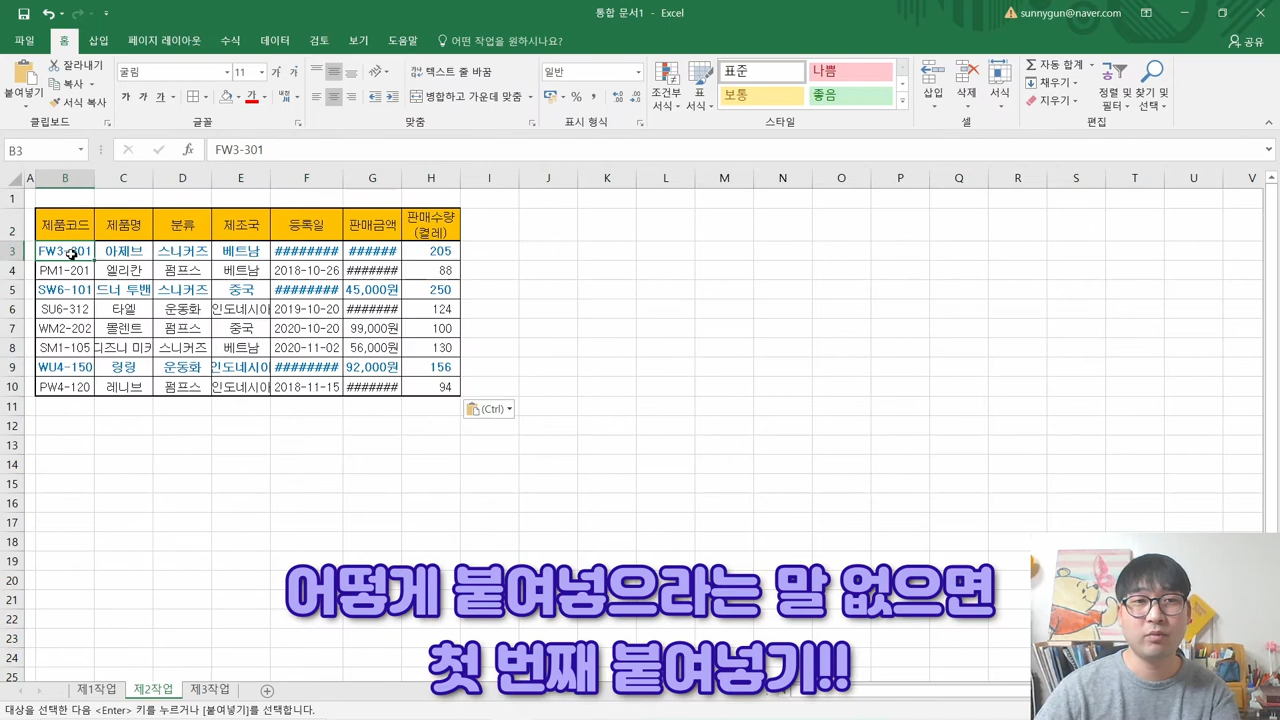 통합 문서1 - Excel
sunnygun@naver.com
파일 홈 삽입 페이지 레이아웃 수식 데이터 검토 보기 도움말 어떤 작업을 원하시나요? 공유
붙여넣기 잘라내기 복사 서식 복사 클립보드
굴림 11 가 가 가 가 글꼴
텍스트 줄 바꿈 병합하고 가운데 맞춤 맞춤
일반 % , 표시 형식
조건부 서식 표 서식 표준 나쁨 보통 좋음 스타일
삽입 삭제 서식 셀
자동 합계 채우기 지우기 정렬 및 필터 찾기 및 선택 편집
B3 fx FW3-301
A B C D E F G H I J K L M N O P Q R S T U V
1
2 제품코드 제품명 분류 제조국 등록일 판매금액 판매수량
(켤레)
3 FW3-301 아제브 스니커즈 베트남 ######## ###### 205
4 PM1-201 엘리칸 펌프스 베트남 2018-10-26 ####### 88
5 SW6-101 드너 투밴 스니커즈 중국 ######## 45,000원 250
6 SU6-312 타엘 운동화 인도네시아 2019-10-20 ####### 124
7 WM2-202 물렌트 펌프스 중국 2020-10-20 99,000원 100
8 SM1-105 디즈니 미키 스니커즈 베트남 2020-11-02 56,000원 130
9 WU4-150 링링 운동화 인도네시아 ######## 92,000원 156
10 PW4-120 레니브 펌프스 인도네시아 2018-11-15 ####### 94
11
(Ctrl)
12
13
14
15
16
17
18
19
20
21
22
23
24
25
어떻게 붙여넣으라는 말 없으면
첫 번째 붙여넣기!!
제1작업 제2작업 제3작업
대상을 선택한 다음 <Enter> 키를 누르거나 [붙여넣기]를 선택합니다.